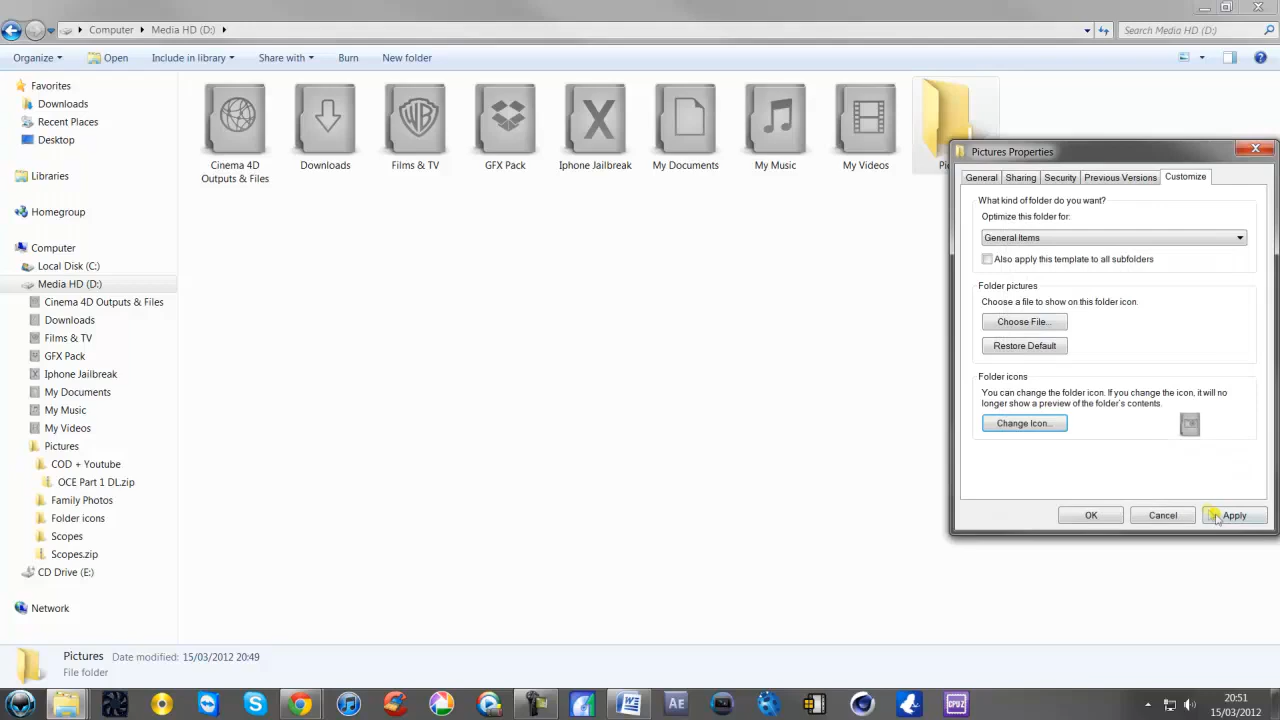 Computer
Media HD (D:)
Search Media HD (D:)
Organize
Open
Include in library
Share with
Burn
New folder
Favorites
Downloads
Recent Places
Desktop
Libraries
Homegroup
Computer
Local Disk (C:)
Media HD (D:)
Cinema 4D Outputs & Files
Downloads
Films & TV
GFX Pack
Iphone Jailbreak
My Documents
My Music
My Videos
Pictures
COD + Youtube
OCE Part 1 DL.zip
Family Photos
Folder icons
Scopes
Scopes.zip
CD Drive (E:)
Network
WB
X
Cinema 4D
Outputs & Files
Downloads
Films & TV
GFX Pack
Iphone Jailbreak
My Documents
My Music
My Videos
Pictures Properties
General
Sharing
Security
Previous Versions
Customize
What kind of folder do you want?
Optimize this folder for:
General Items
Also apply this template to all subfolders
Folder pictures
Choose a file to show on this folder icon.
Choose File...
Restore Default
Folder icons
You can change the folder icon. If you change the icon, it will no
longer show a preview of the folder's contents.
Change Icon...
OK
Cancel
Apply
Pictures
Date modified: 15/03/2012 20:49
File folder
W
Ae
CPU-Z
20:51
15/03/2012